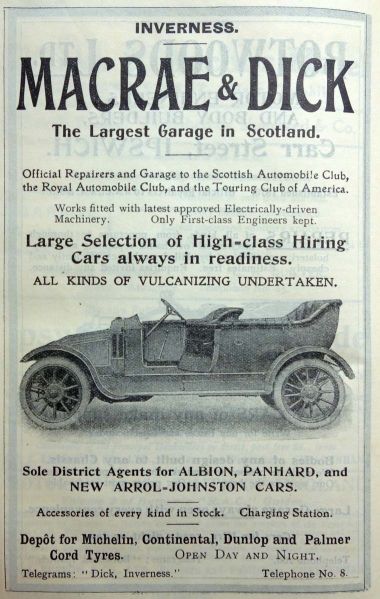 INVERNESS.
MACRAE & DICK
The Largest Garage in Scotland.
Official Repairers and Garage to the Scottish Automobile Club,
the Royal Automobile Club, and the Touring Club of America.
Works fitted with latest approved Electrically-driven
Machinery. Only First-class Engineers kept.
Large Selection of High-class Hiring
Cars always in readiness.
ALL KINDS OF VULCANIZING UNDERTAKEN.
Sole District Agents for ALBION, PANHARD, and
NEW ARROL-JOHNSTON CARS.
Accessories of every kind in Stock. Charging Station.
Depôt for Michelin, Continental, Dunlop and Palmer
Cord Tyres. OPEN DAY AND NIGHT.
Telegrams: "Dick, Inverness." Telephone No. 8.